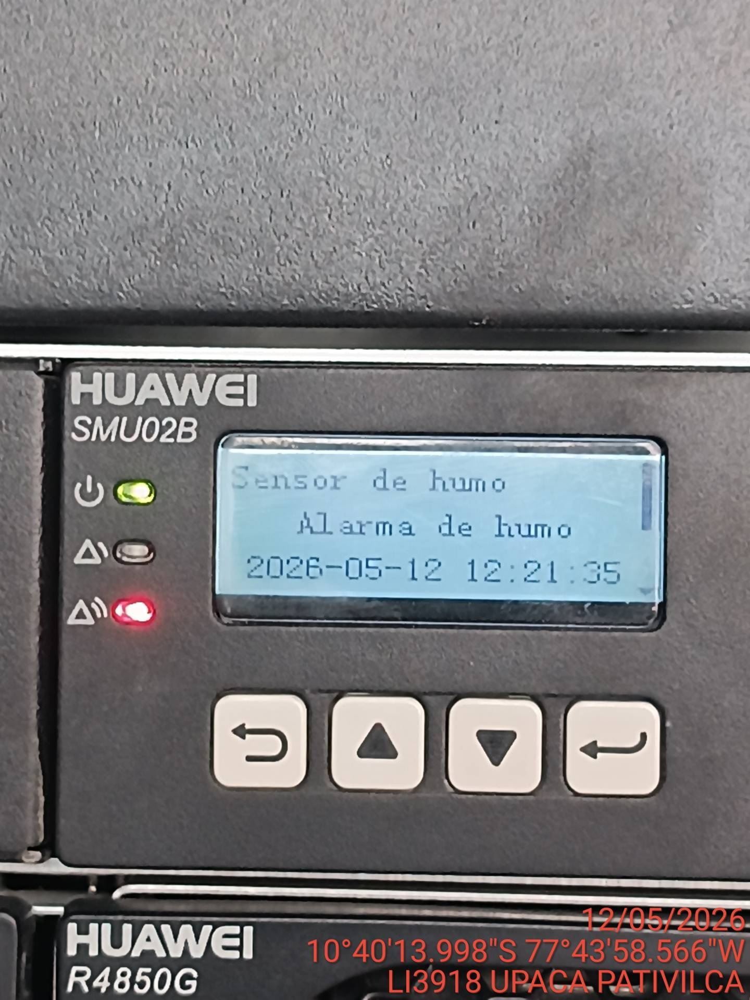 HUAWEI
SMU02B
Sensor de humo
Alarma de humo
2026-05-12 12:21:35
HUAWEI
R4850G
12/05/2026
10°40'13.998"S 77°43'58.566"W
LI3918 UPACA PATIVILCA